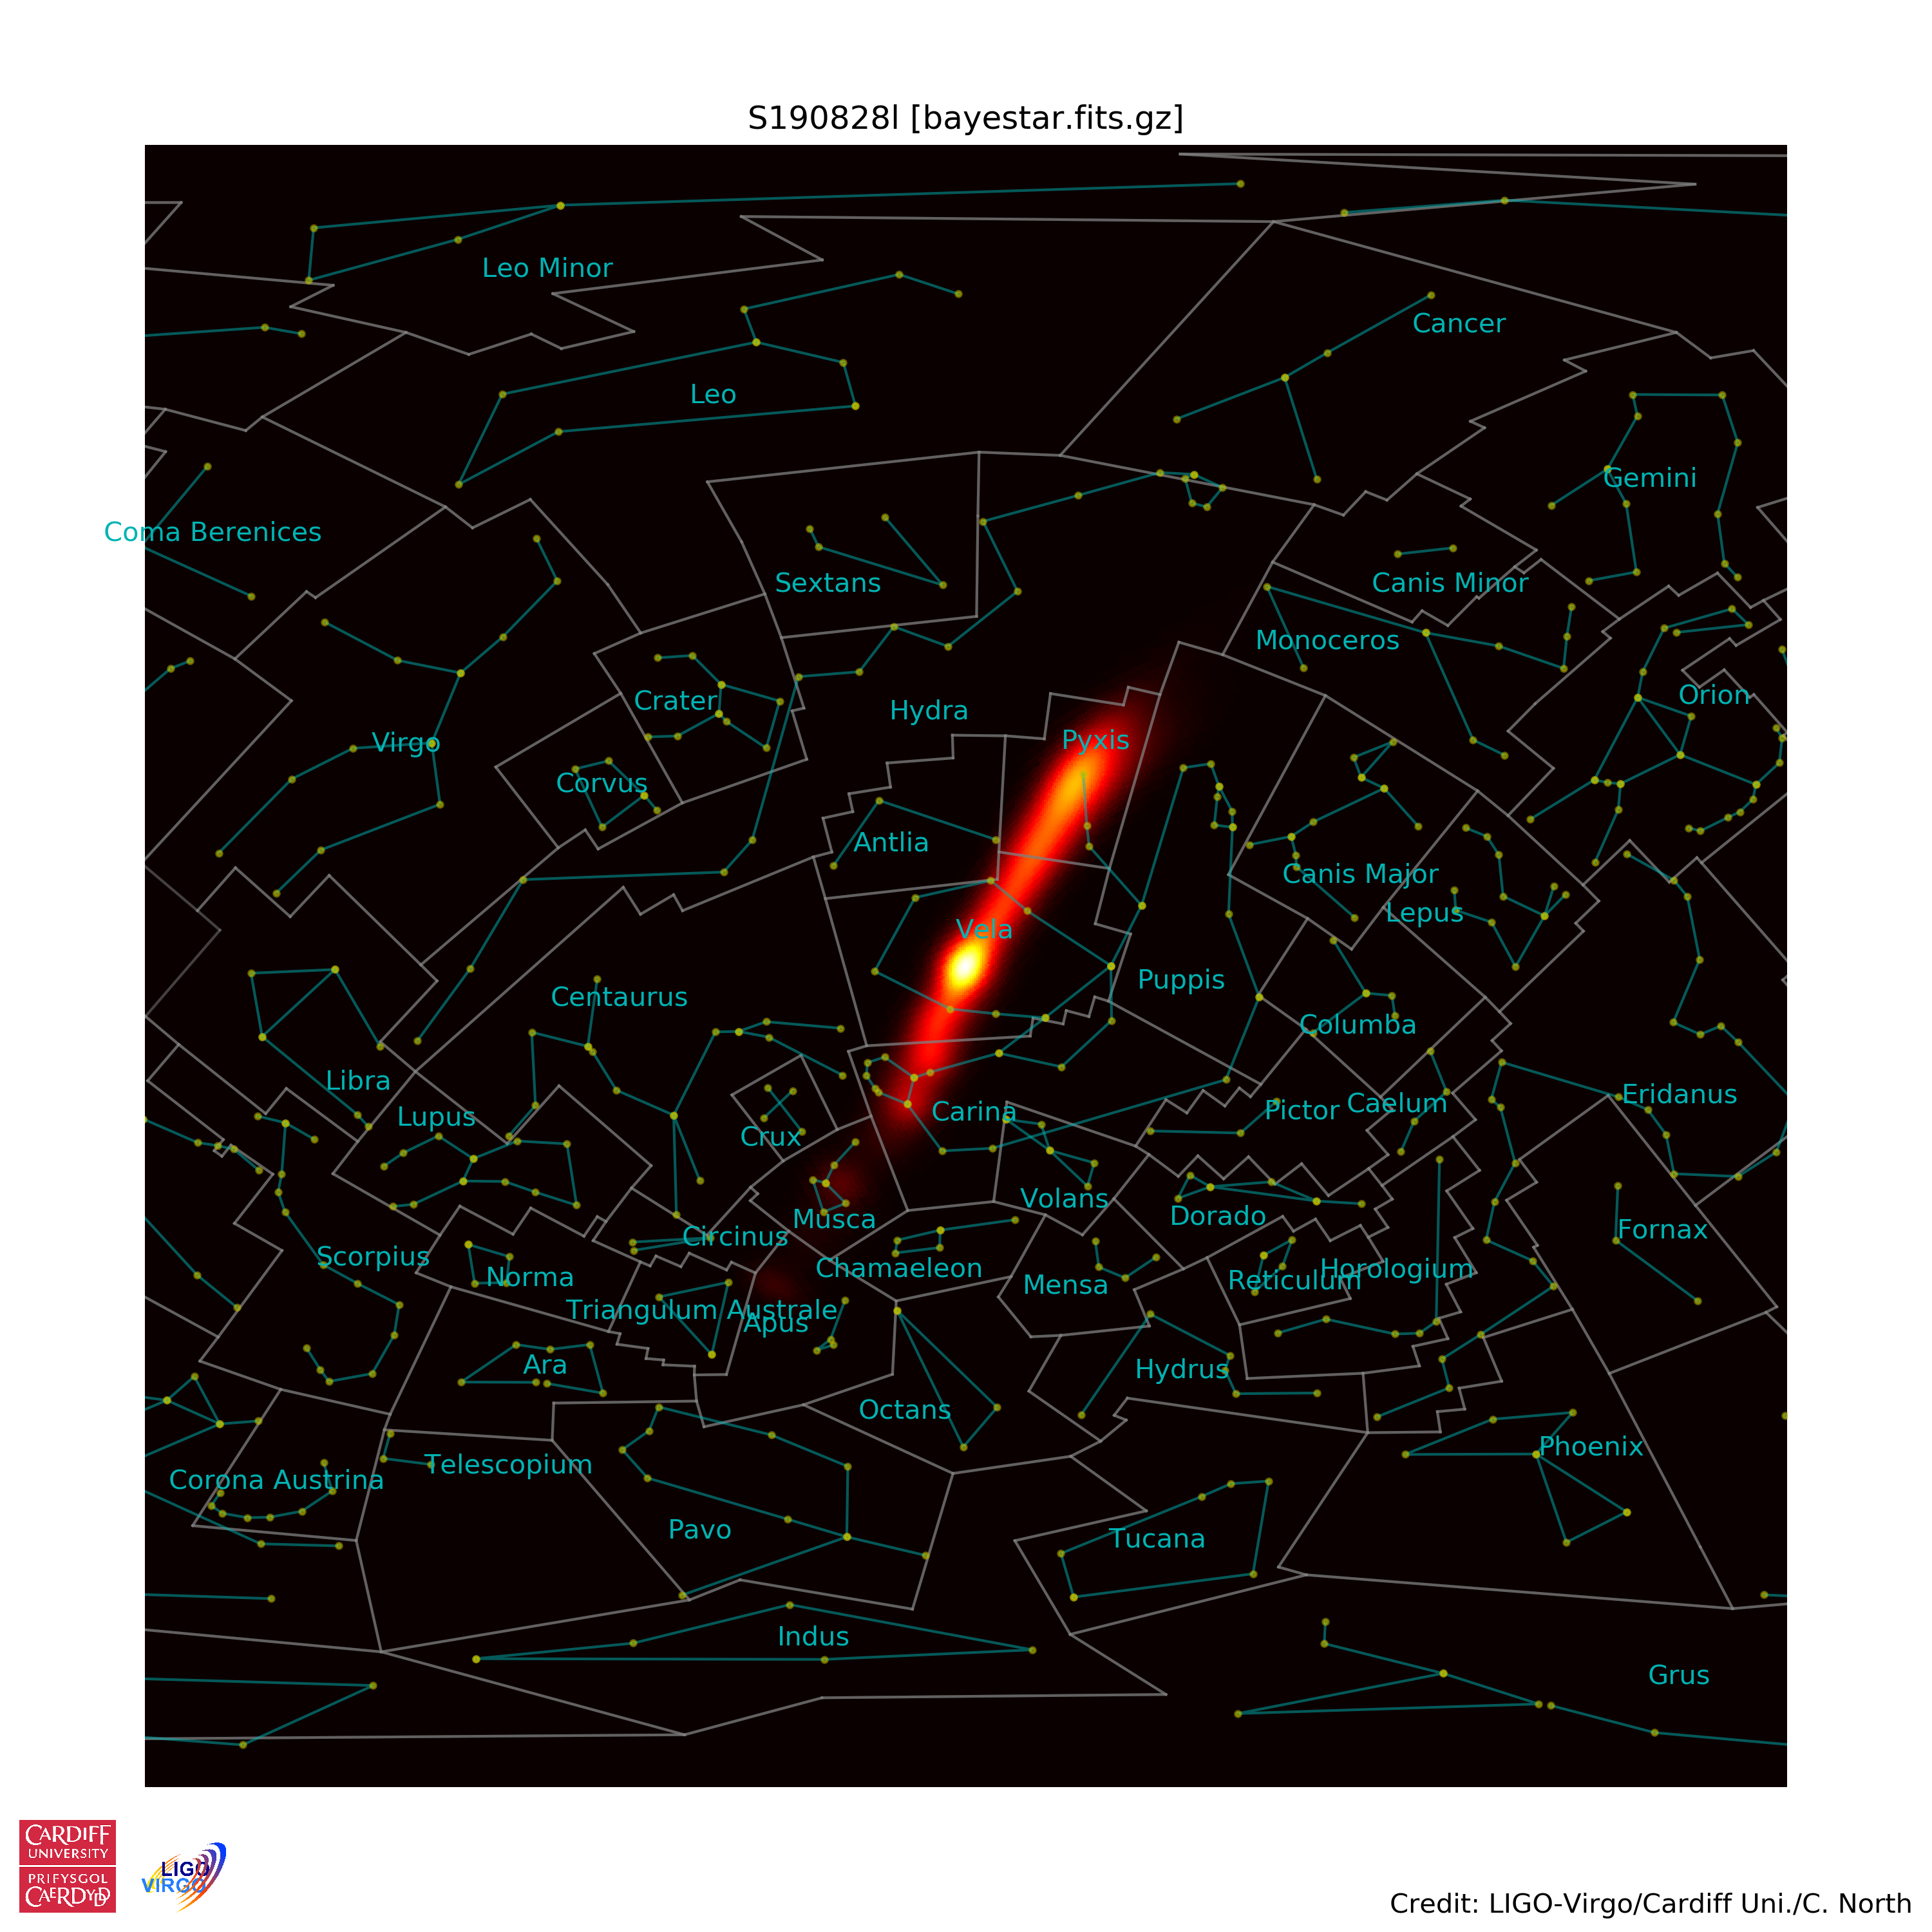 S190828l [bayestar.fits.gz]
Leo Minor
Cancer
Leo
Gemini
Coma Berenices
Sextans
Canis Minor
Monoceros
Orion
Crater
Hydra
Virgo
Pyxis
Corvus
Antlia
Canis Major
Lepus
Vela
Puppis
Centaurus
Columba
Libra
Eridanus
Lupus
Carina
Pictor
Caelum
Crux
Volans
Musca
Dorado
Circinus
Fornax
Scorpius
Chamaeleon
Norma
Mensa
Reticulum
Horologium
Triangulum Australe
Apus
Ara
Hydrus
Octans
Phoenix
Telescopium
Corona Austrina
Pavo
Tucana
Indus
Grus
CARDIFF
UNIVERSITY
PRIFYSGOL
CAERDYDD
LIGO
VIRGO
Credit: LIGO-Virgo/Cardiff Uni./C. North